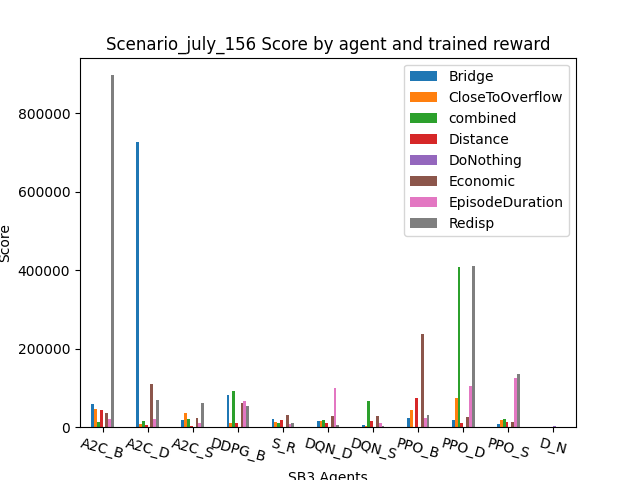 Scenario_july_156 Score by agent and trained reward
Score
800000
600000
400000
200000
0
Bridge
CloseToOverflow
combined
Distance
DoNothing
Economic
EpisodeDuration
Redisp
A2C_B
A2C_D
A2C_S
DDPG_B
S_R
DQN_D
DQN_S
PPO_B
PPO_D
PPO_S
D_N
SB3 Agents